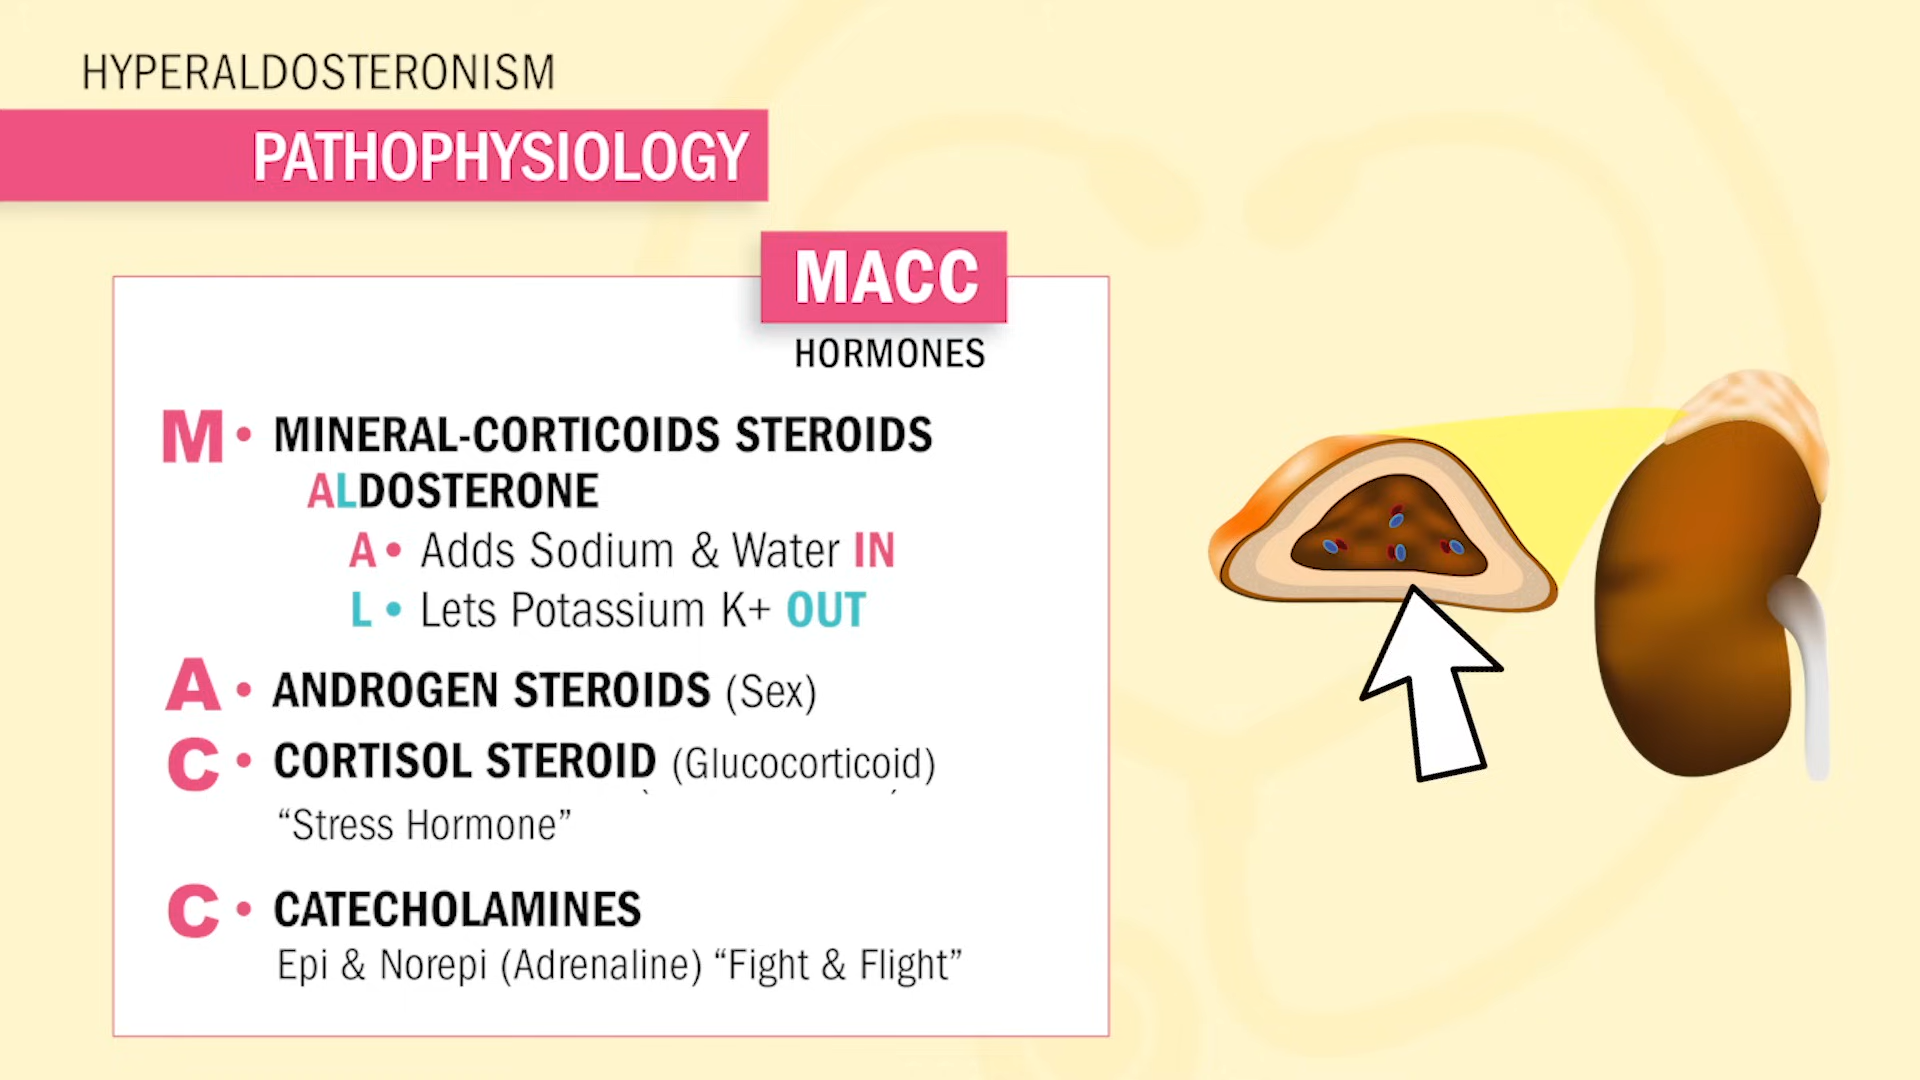 HYPERALDOSTERONISM
PATHOPHYSIOLOGY
MACC
HORMONES
M • MINERAL-CORTICOIDS STEROIDS
ALDOSTERONE
A • Adds Sodium & Water IN
L • Lets Potassium K+ OUT
A • ANDROGEN STEROIDS (Sex)
C • CORTISOL STEROID (Glucocorticoid)
“Stress Hormone”
C • CATECHOLAMINES
Epi & Norepi (Adrenaline) “Fight & Flight”